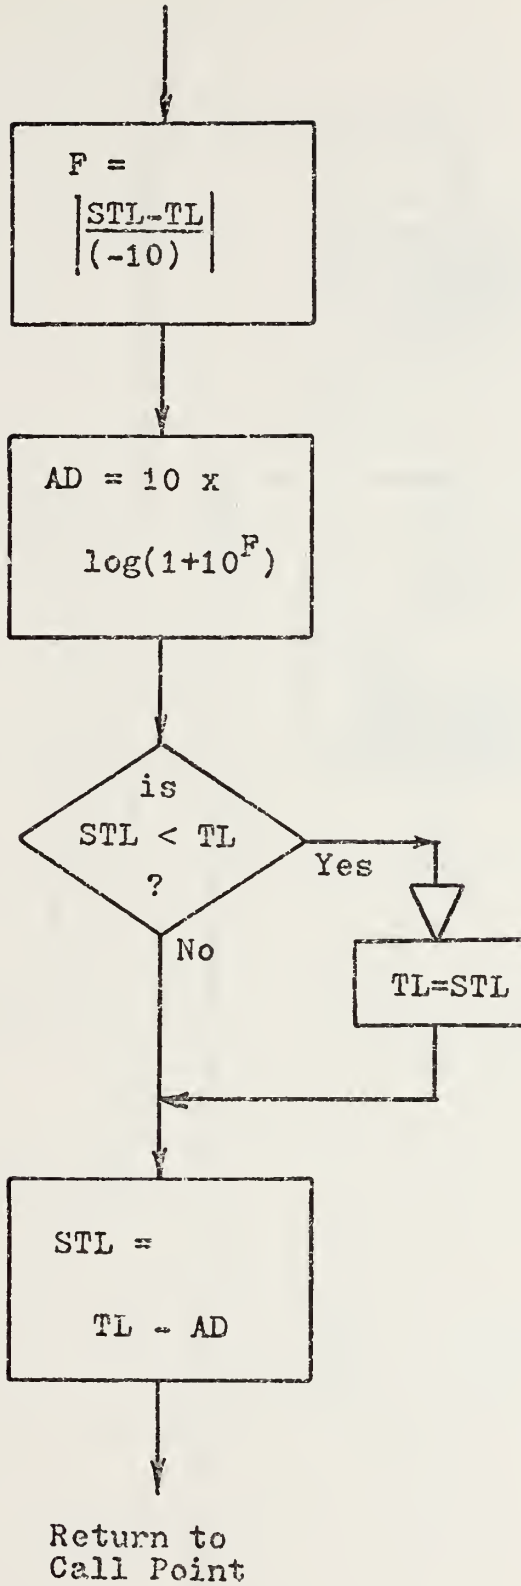 F =
|STL-TL|
|(-10)|
AD = 10 x
log(1+10^F)
is
STL < TL
?
Yes
No
TL=STL
STL =
TL - AD
Return to
Call Point